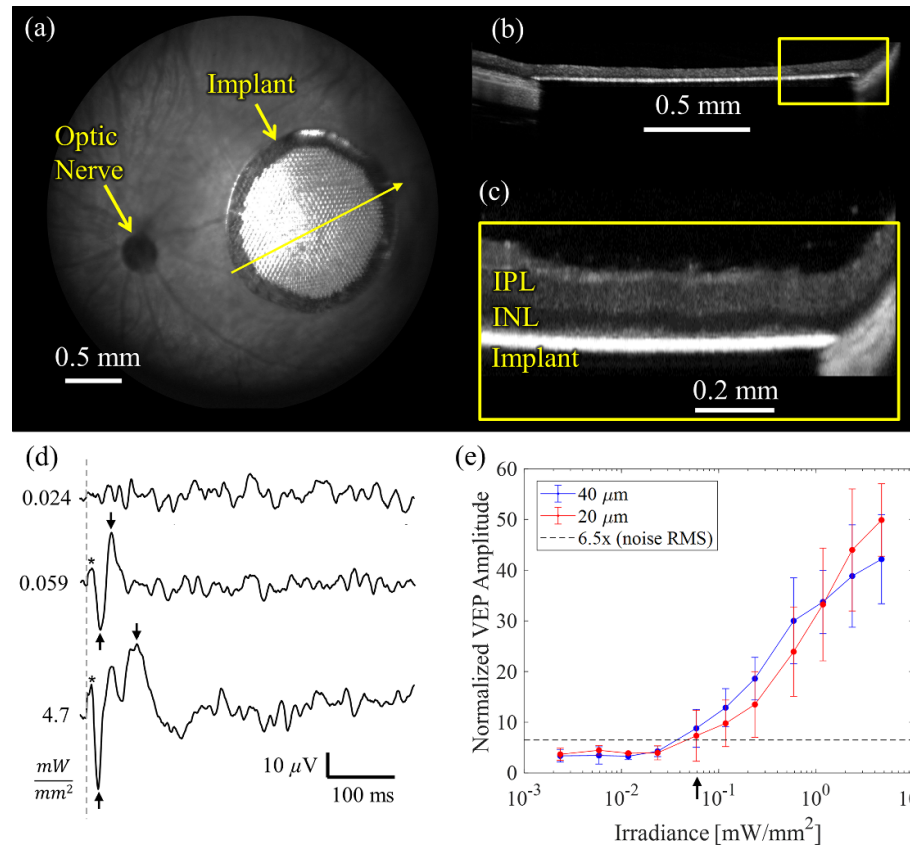 (a)
Implant
Optic
Nerve
0.5 mm
(b)
0.5 mm
(c)
IPL
INL
Implant
0.2 mm
(d)
0.024
0.059
*
4.7
*
mW
mm²
10 μV
100 ms
(e)
40 μm
20 μm
6.5x (noise RMS)
Normalized VEP Amplitude
60
50
40
30
20
10
0
10⁻³
10⁻²
10⁻¹
10⁰
Irradiance [mW/mm²]